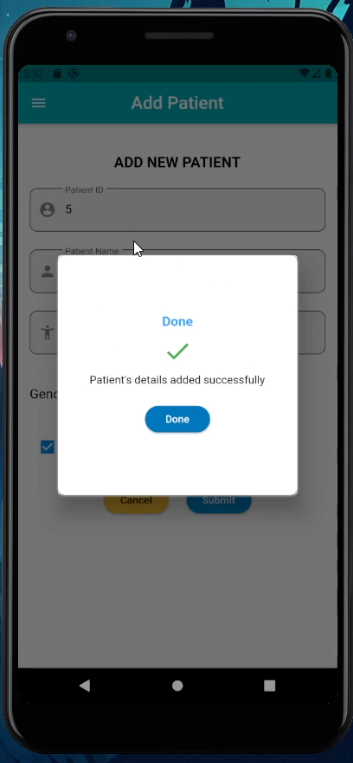 5:52
Add Patient
ADD NEW PATIENT
Patient ID
5
Patient Name
Gend
Done
Patient's details added successfully
Done
Cancel
Submit